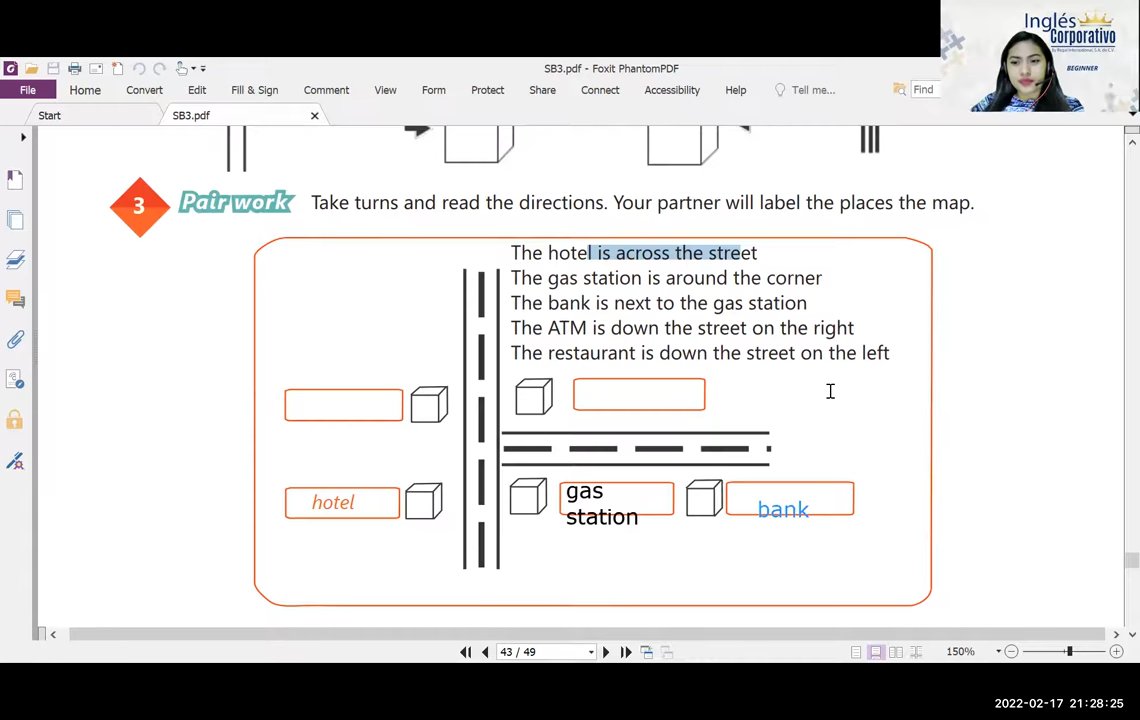 Inglés
Corporativo
By Royal International, S.A. de C.V.
BEGINNER
SB3.pdf - Foxit PhantomPDF
File Home Convert Edit Fill & Sign Comment View Form Protect Share Connect Accessibility Help Tell me... Find
Start SB3.pdf
3 Pair work Take turns and read the directions. Your partner will label the places the map.
The hotel is across the street
The gas station is around the corner
The bank is next to the gas station
The ATM is down the street on the right
The restaurant is down the street on the left
hotel
gas
station
bank
43 / 49
150%
2022-02-17 21:28:25